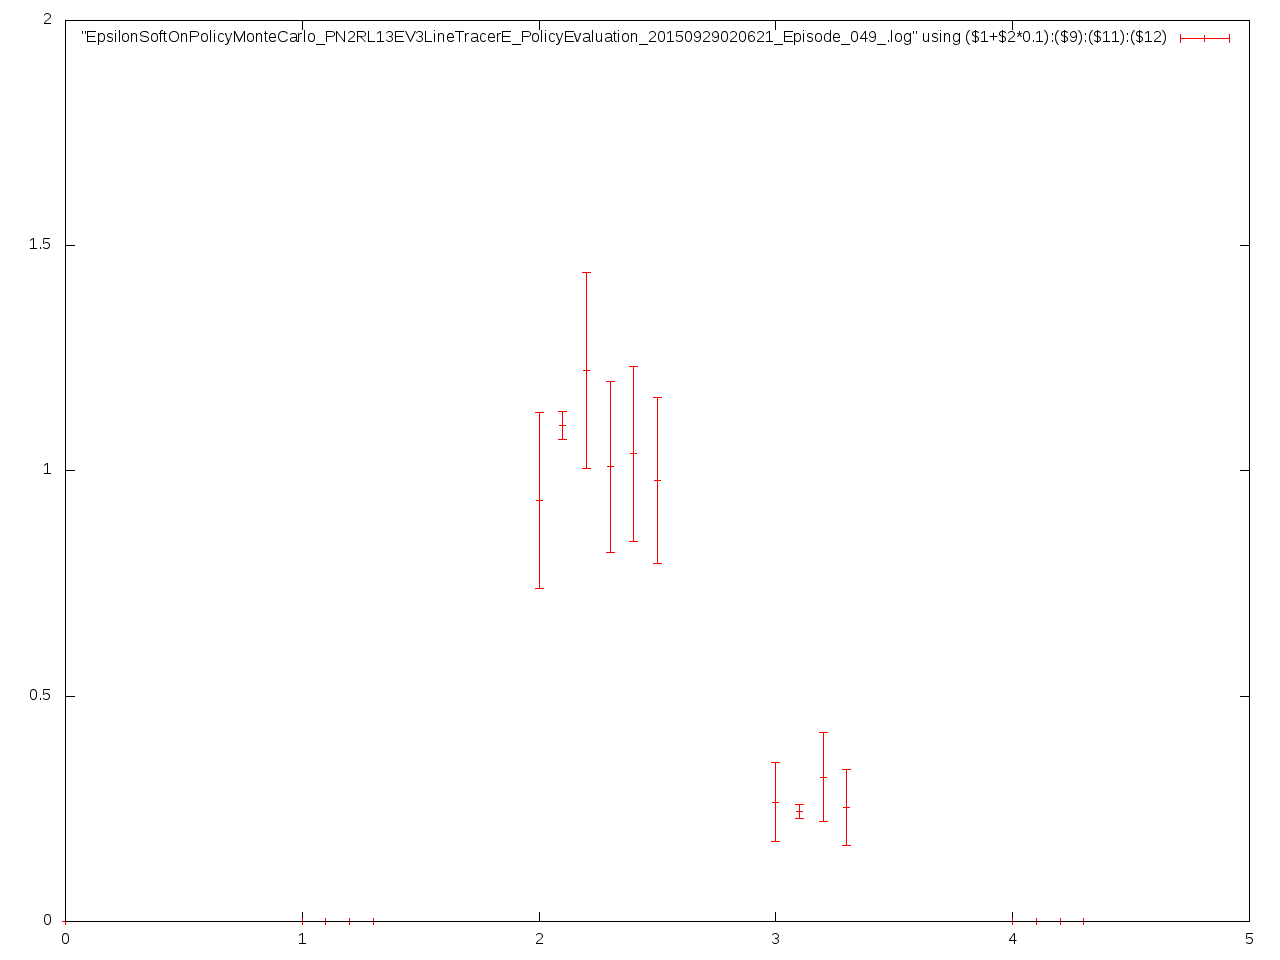 2
"EpsilonSoftOnPolicyMonteCarlo_PN2RL13EV3LineTracerE_PolicyEvaluation_20150929020621_Episode_049_.log" using ($1+$2*0.1):($9):($11):($12)
1.5
1
0.5
0
0 1 2 3 4 5